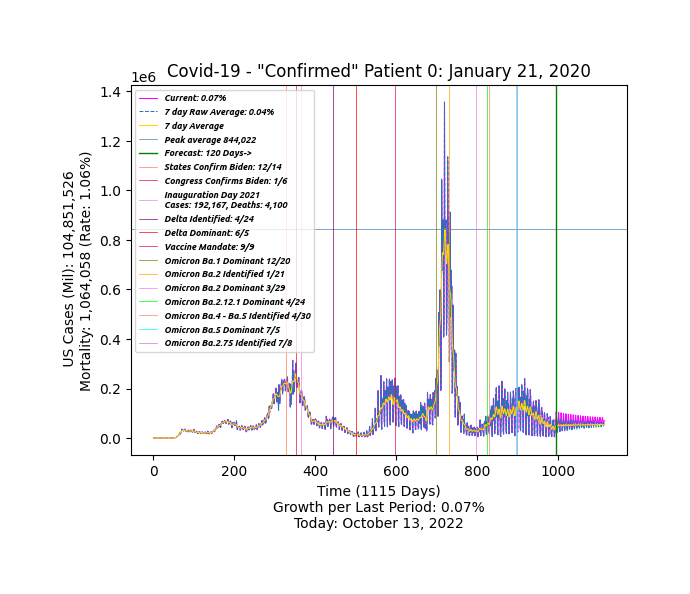 Covid-19 - "Confirmed" Patient 0: January 21, 2020
1e6
1.4
1.2
1.0
0.8
0.6
0.4
0.2
0.0
US Cases (Mil): 104,851,526
Mortality: 1,064,058 (Rate: 1.06%)
Current: 0.07%
7 day Raw Average: 0.04%
7 day Average
Peak average 844,022
Forecast: 120 Days->
States Confirm Biden: 12/14
Congress Confirms Biden: 1/6
Inauguration Day 2021
Cases: 192,167, Deaths: 4,100
Delta Identified: 4/24
Delta Dominant: 6/5
Vaccine Mandate: 9/9
Omicron Ba.1 Dominant 12/20
Omicron Ba.2 Identified 1/21
Omicron Ba.2 Dominant 3/29
Omicron Ba.2.12.1 Dominant 4/24
Omicron Ba.4 - Ba.5 Identified 4/30
Omicron Ba.5 Dominant 7/5
Omicron Ba.2.75 Identified 7/8
0 200 400 600 800 1000
Time (1115 Days)
Growth per Last Period: 0.07%
Today: October 13, 2022